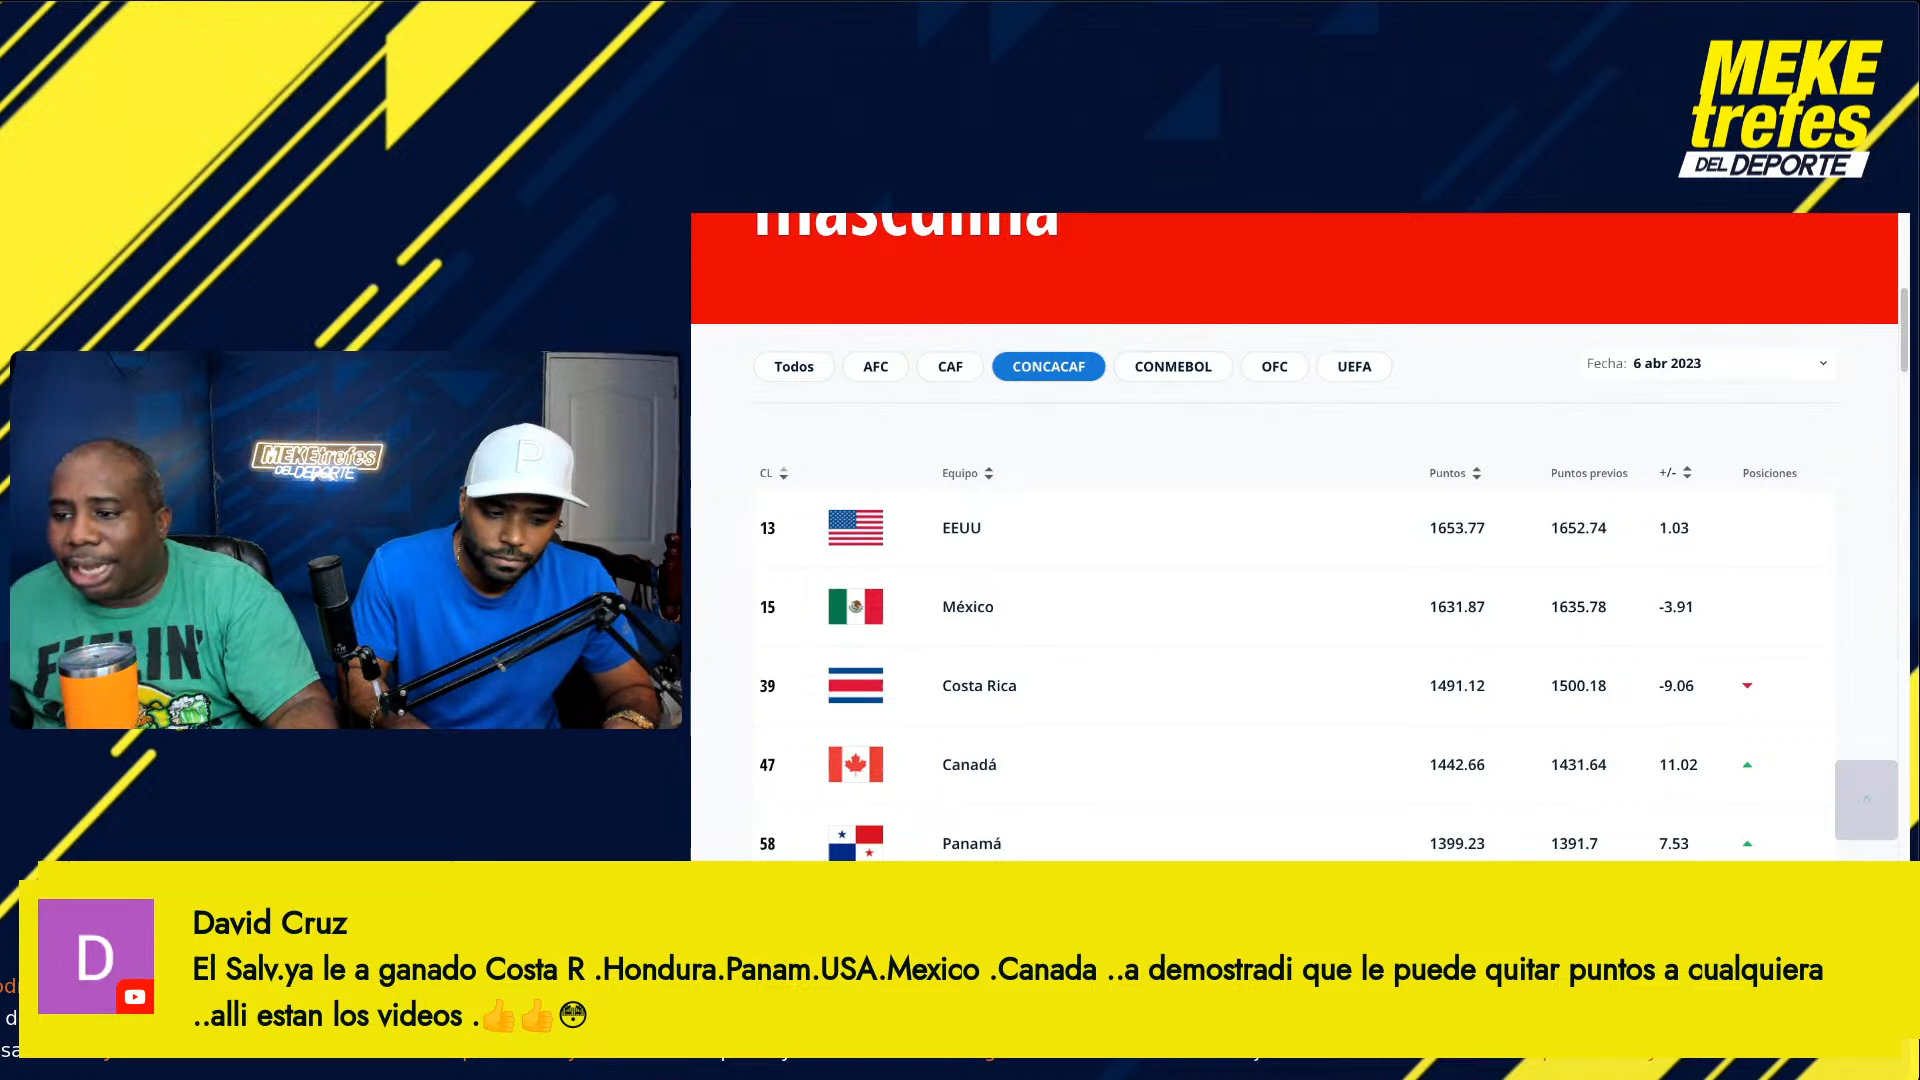 MEKE
trefes
DEL DEPORTE
masculina
Todos AFC CAF CONCACAF CONMEBOL OFC UEFA Fecha: 6 abr 2023
CL Equipo Puntos Puntos previos +/- Posiciones
13 EEUU 1653.77 1652.74 1.03
15 México 1631.87 1635.78 -3.91
39 Costa Rica 1491.12 1500.18 -9.06
47 Canadá 1442.66 1431.64 11.02
58 Panamá 1399.23 1391.7 7.53
MEKEtrefes
DEL DEPORTE
P
FEELIN'
D
David Cruz
El Salv.ya le a ganado Costa R .Hondura.Panam.USA.Mexico .Canada ..a demostradi que le puede quitar puntos a cualquiera
..alli estan los videos .👍👍😳